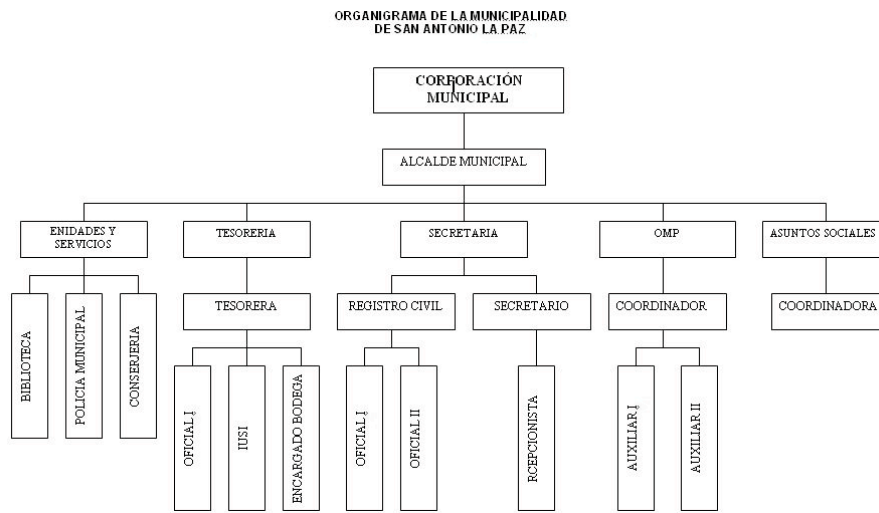 ORGANIGRAMA DE LA MUNICIPALIDAD
DE SAN ANTONIO LA PAZ
CORPORACIÓN
MUNICIPAL
ALCALDE MUNICIPAL
ENIDADES Y
SERVICIOS
TESORERIA
SECRETARIA
OMP
ASUNTOS SOCIALES
TESORERA
REGISTRO CIVIL
SECRETARIO
COORDINADOR
COORDINADORA
BIBLIOTECA
POLICIA MUNICIPAL
CONSERJERIA
OFICIAL I
IUSI
ENCARGADO BODEGA
OFICIAL I
OFICIAL II
RCEPCIONISTA
AUXILIAR I
AUXILIAR II